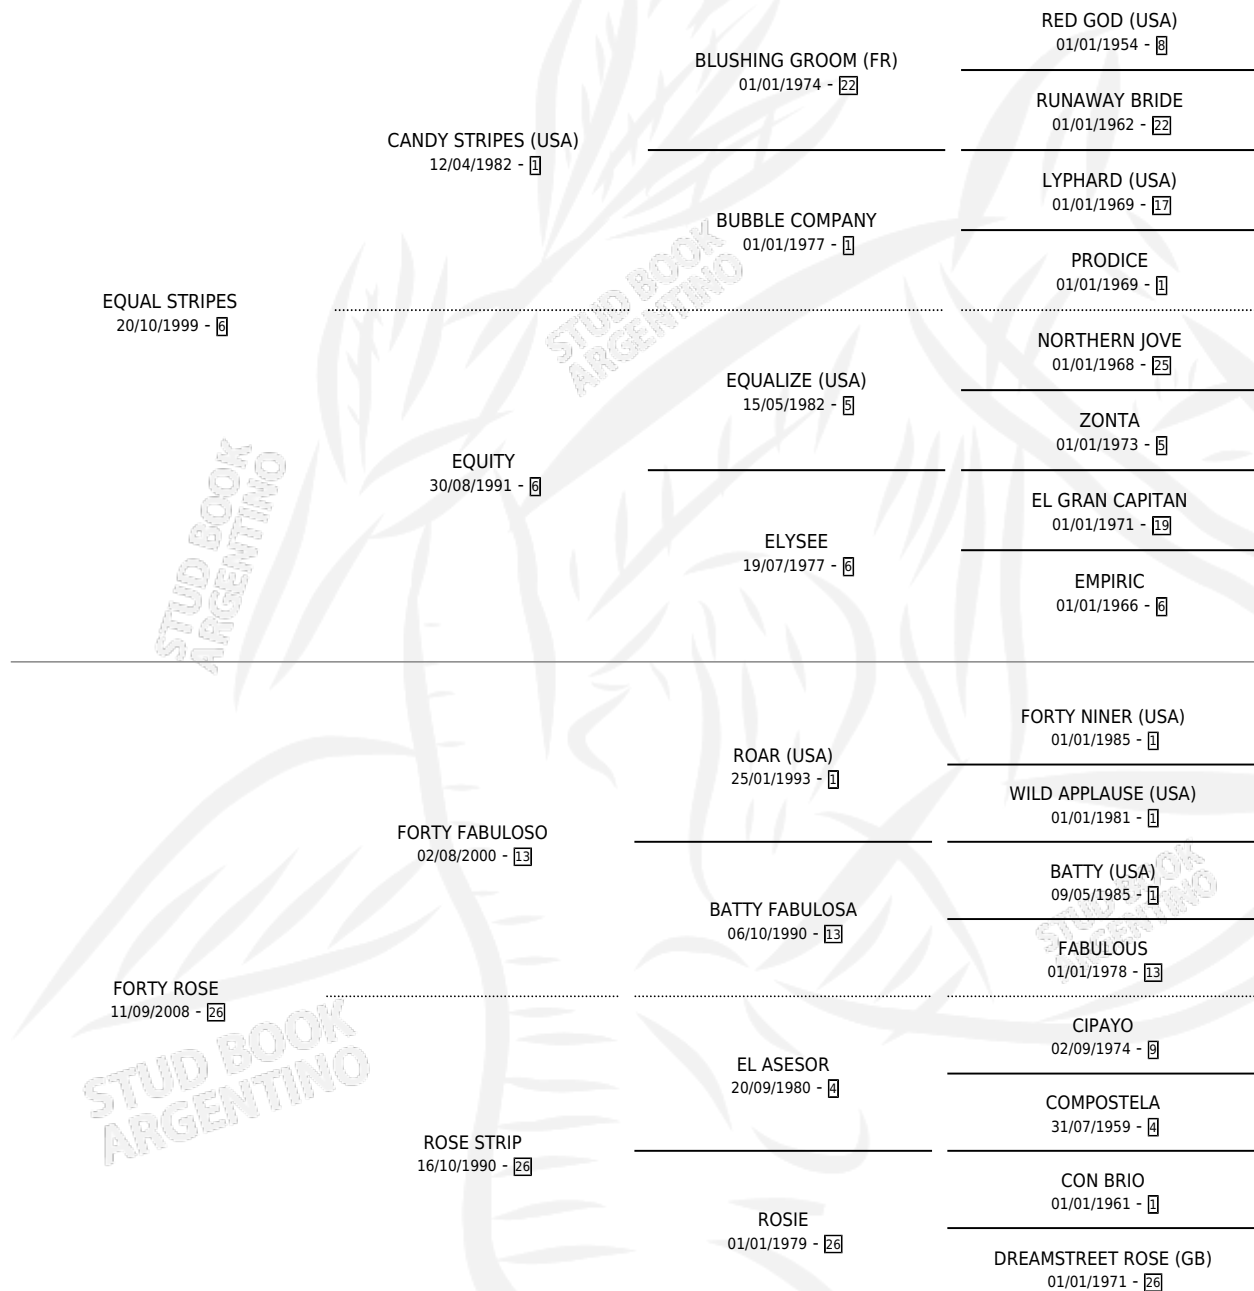 RED GOD (USA)
01/01/1954 - 8
BLUSHING GROOM (FR)
01/01/1974 - 22
RUNAWAY BRIDE
01/01/1962 - 22
CANDY STRIPES (USA)
12/04/1982 - 1
LYPHARD (USA)
01/01/1969 - 17
BUBBLE COMPANY
01/01/1977 - 1
PRODICE
01/01/1969 - 1
EQUAL STRIPES
20/10/1999 - 6
STUD BOOK
ARGENTINO
NORTHERN JOVE
01/01/1968 - 25
EQUALIZE (USA)
15/05/1982 - 5
ZONTA
01/01/1973 - 5
EQUITY
30/08/1991 - 6
EL GRAN CAPITAN
01/01/1971 - 19
ELYSEE
19/07/1977 - 6
EMPIRIC
01/01/1966 - 6
STUD BOOK
ARGENTINO
FORTY NINER (USA)
01/01/1985 - 1
ROAR (USA)
25/01/1993 - 1
WILD APPLAUSE (USA)
01/01/1981 - 1
FORTY FABULOSO
02/08/2000 - 13
BATTY (USA)
09/05/1985 - 1
BATTY FABULOSA
06/10/1990 - 13
STUD BOOK
ARGENTINO
FABULOUS
01/01/1978 - 13
FORTY ROSE
11/09/2008 - 26
STUD BOOK
ARGENTINO
CIPAYO
02/09/1974 - 9
EL ASESOR
20/09/1980 - 4
COMPOSTELA
31/07/1959 - 4
ROSE STRIP
16/10/1990 - 26
CON BRIO
01/01/1961 - 1
ROSIE
01/01/1979 - 26
DREAMSTREET ROSE (GB)
01/01/1971 - 26